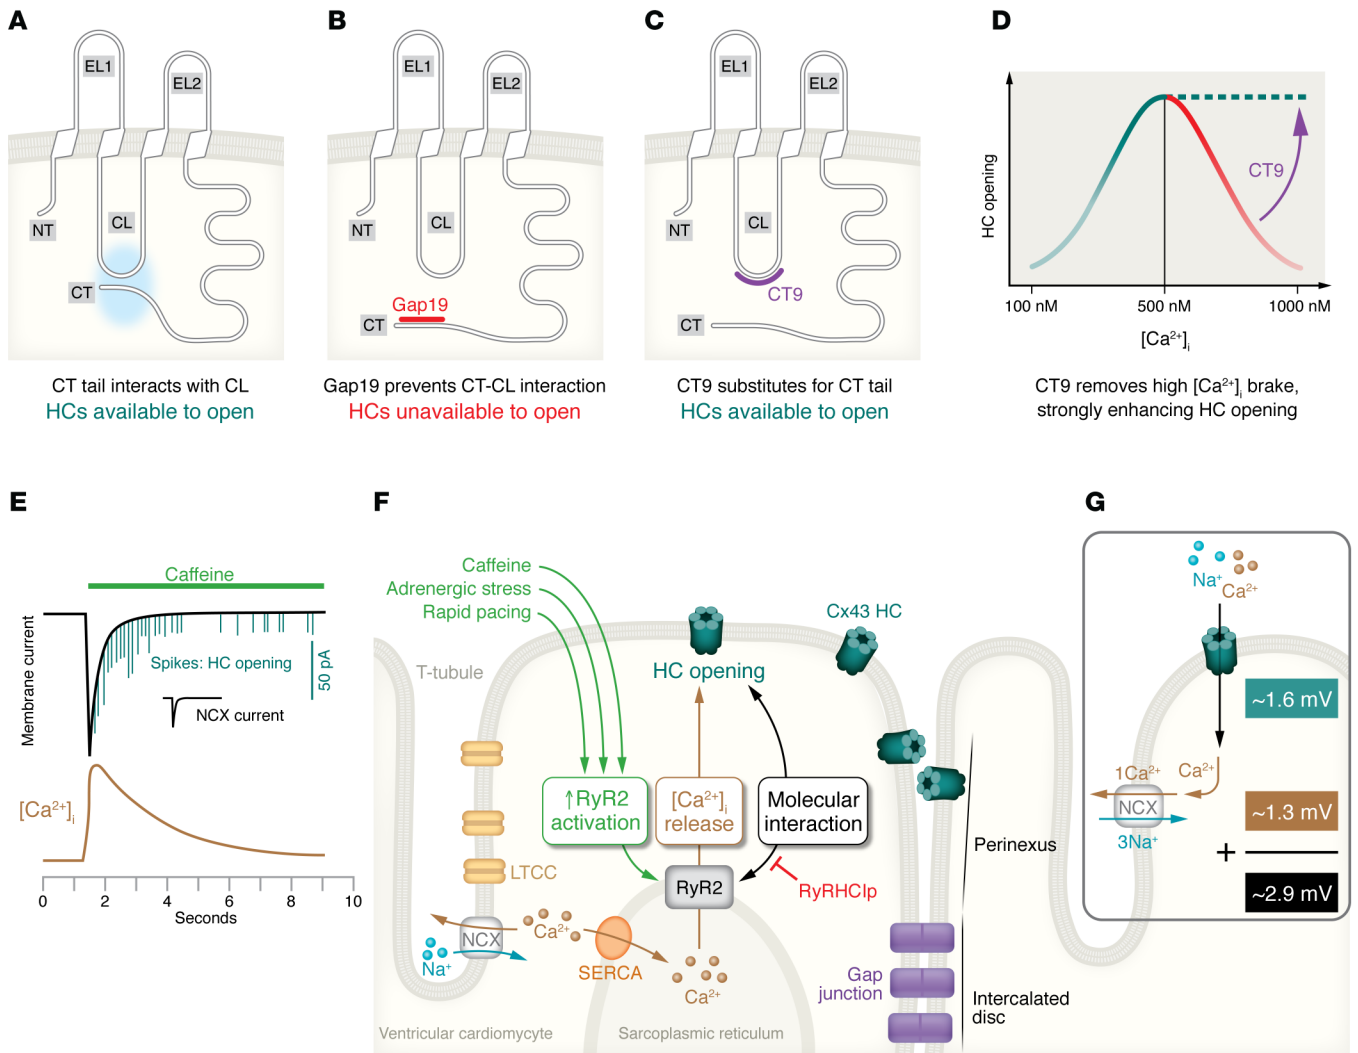 A
EL1
EL2
NT
CL
CT
CT tail interacts with CL
HCs available to open
B
EL1
EL2
NT
CL
Gap19
CT
Gap19 prevents CT-CL interaction
HCs unavailable to open
C
EL1
EL2
NT
CL
CT9
CT
CT9 substitutes for CT tail
HCs available to open
D
HC opening
CT9
100 nM
500 nM
1000 nM
[Ca²⁺]ᵢ
CT9 removes high [Ca²⁺]ᵢ brake,
strongly enhancing HC opening
E
Caffeine
Membrane current
Spikes: HC opening
50 pA
NCX current
[Ca²⁺]ᵢ
0 2 4 6 8 10
Seconds
F
Caffeine
Adrenergic stress
Rapid pacing
Cx43 HC
T-tubule
HC opening
↑RyR2
activation
[Ca²⁺]ᵢ
release
Molecular
interaction
LTCC
RyR2
RyRHCIp
Perinexus
NCX
Ca²⁺
Na⁺
SERCA
Ca²⁺
Gap
junction
Intercalated
disc
Ventricular cardiomycyte
Sarcoplasmic reticulum
G
Na⁺
Ca²⁺
~1.6 mV
1Ca²⁺
Ca²⁺
NCX
3Na⁺
~1.3 mV
+
~2.9 mV